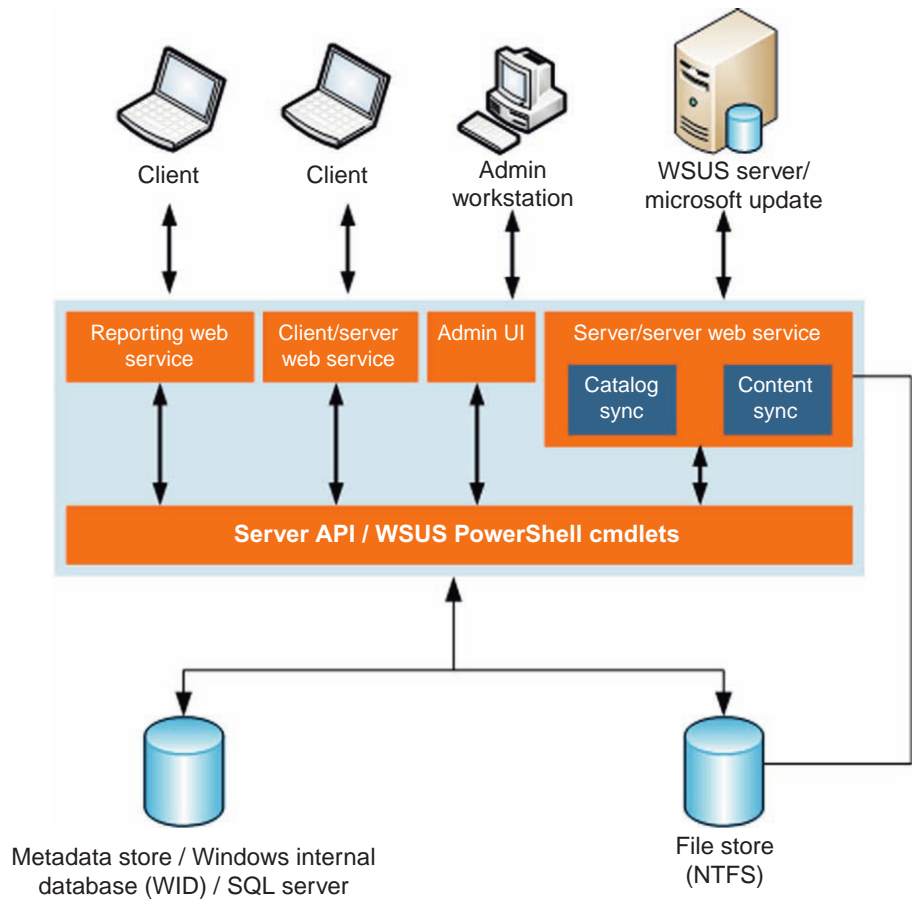 Client
Client
Admin
workstation
WSUS server/
microsoft update
Reporting web
service
Client/server
web service
Admin UI
Server/server web service
Catalog
sync
Content
sync
Server API / WSUS PowerShell cmdlets
Metadata store / Windows internal
database (WID) / SQL server
File store
(NTFS)